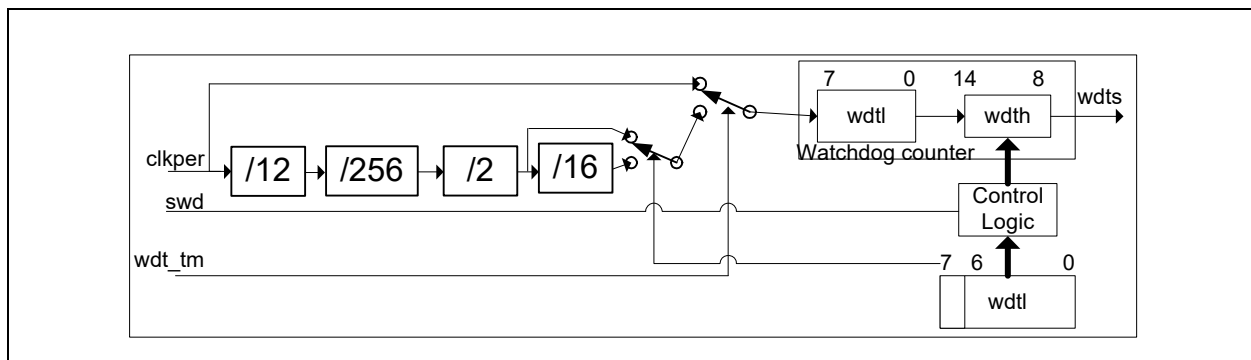 7 0 14 8
wdtl wdth wdts
Watchdog counter
clkper /12 /256 /2 /16
swd
Control
Logic
wdt_tm
7 6 0
wdtl